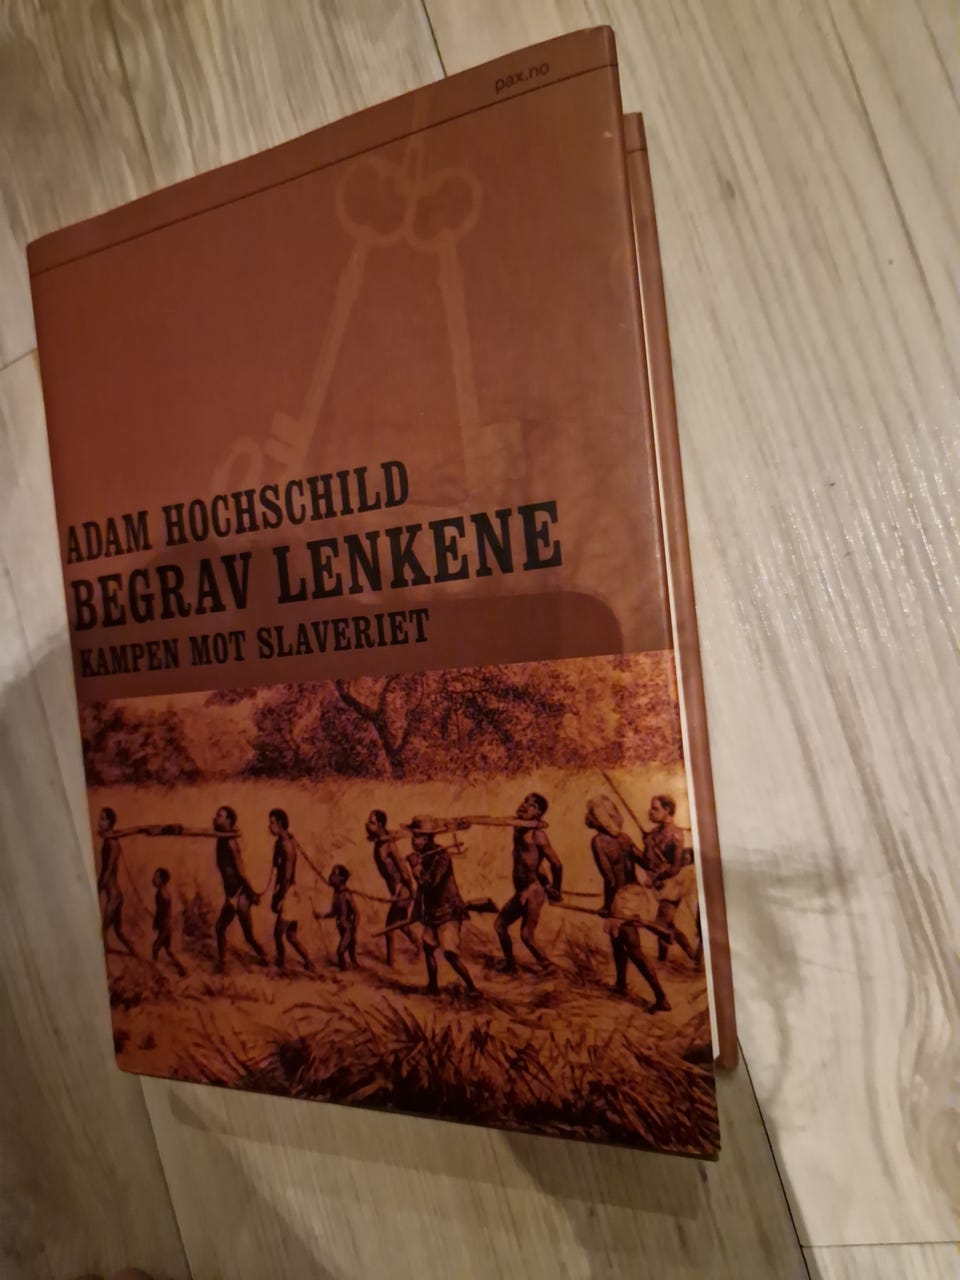 pax.no
ADAM HOCHSCHILD
BEGRAV LENKENE
KAMPEN MOT SLAVERIET